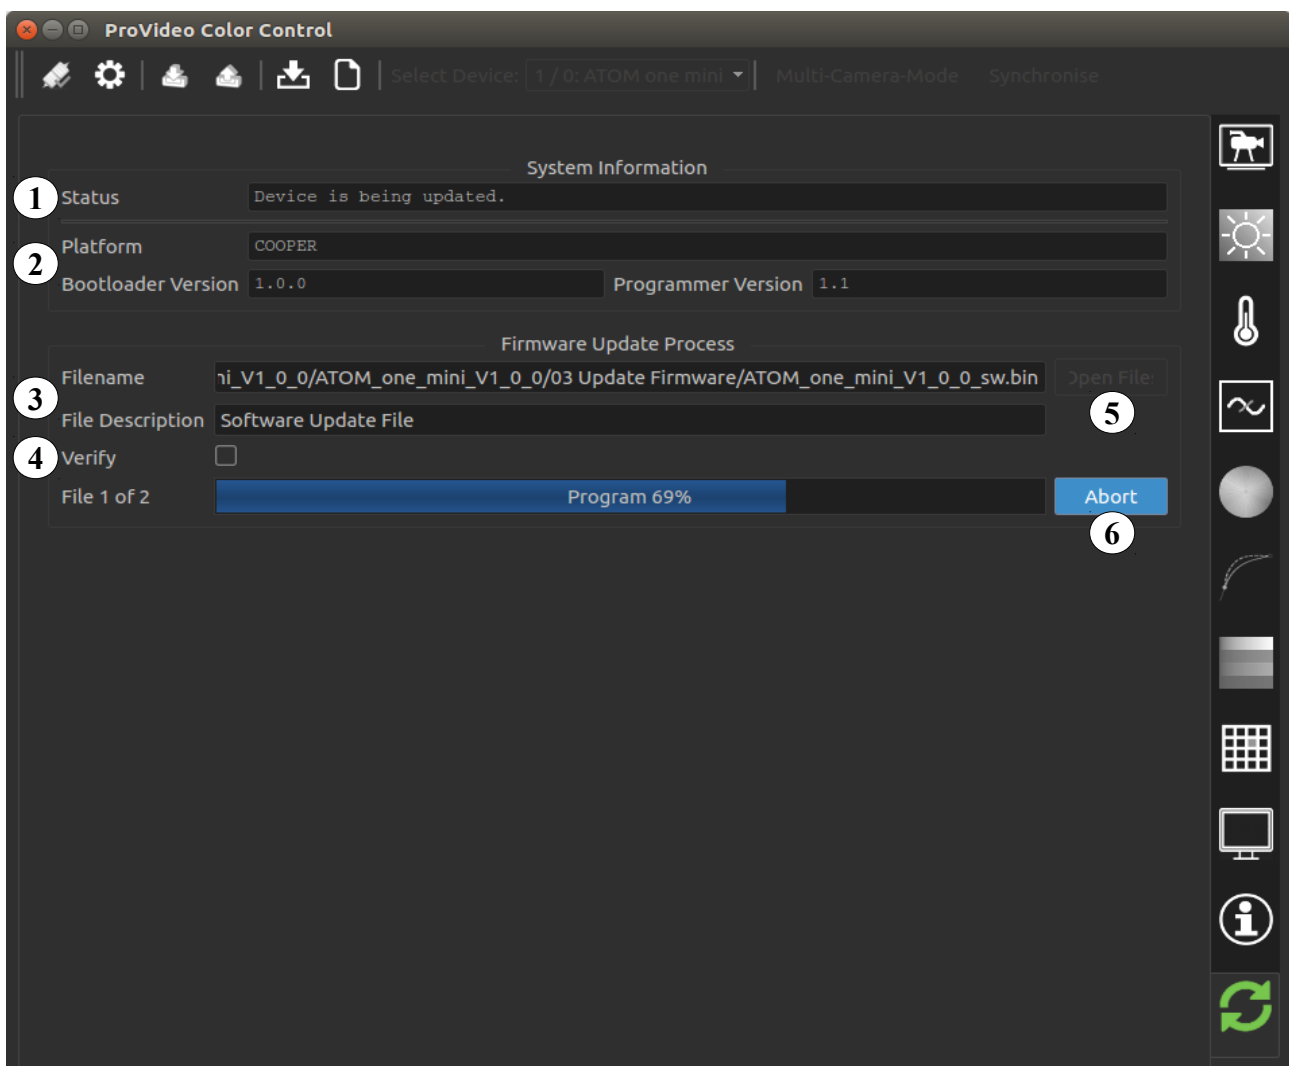 ProVideo Color Control
Select Device: 1 / 0: ATOM one mini Multi-Camera-Mode Synchronise
System Information
1 Status Device is being updated.
2 Platform COOPER
Bootloader Version 1.0.0 Programmer Version 1.1
Firmware Update Process
3 Filename ni_V1_0_0/ATOM_one_mini_V1_0_0/03 Update Firmware/ATOM_one_mini_V1_0_0_sw.bin Open Files
File Description Software Update File 5
4 Verify
File 1 of 2 Program 69% Abort
6